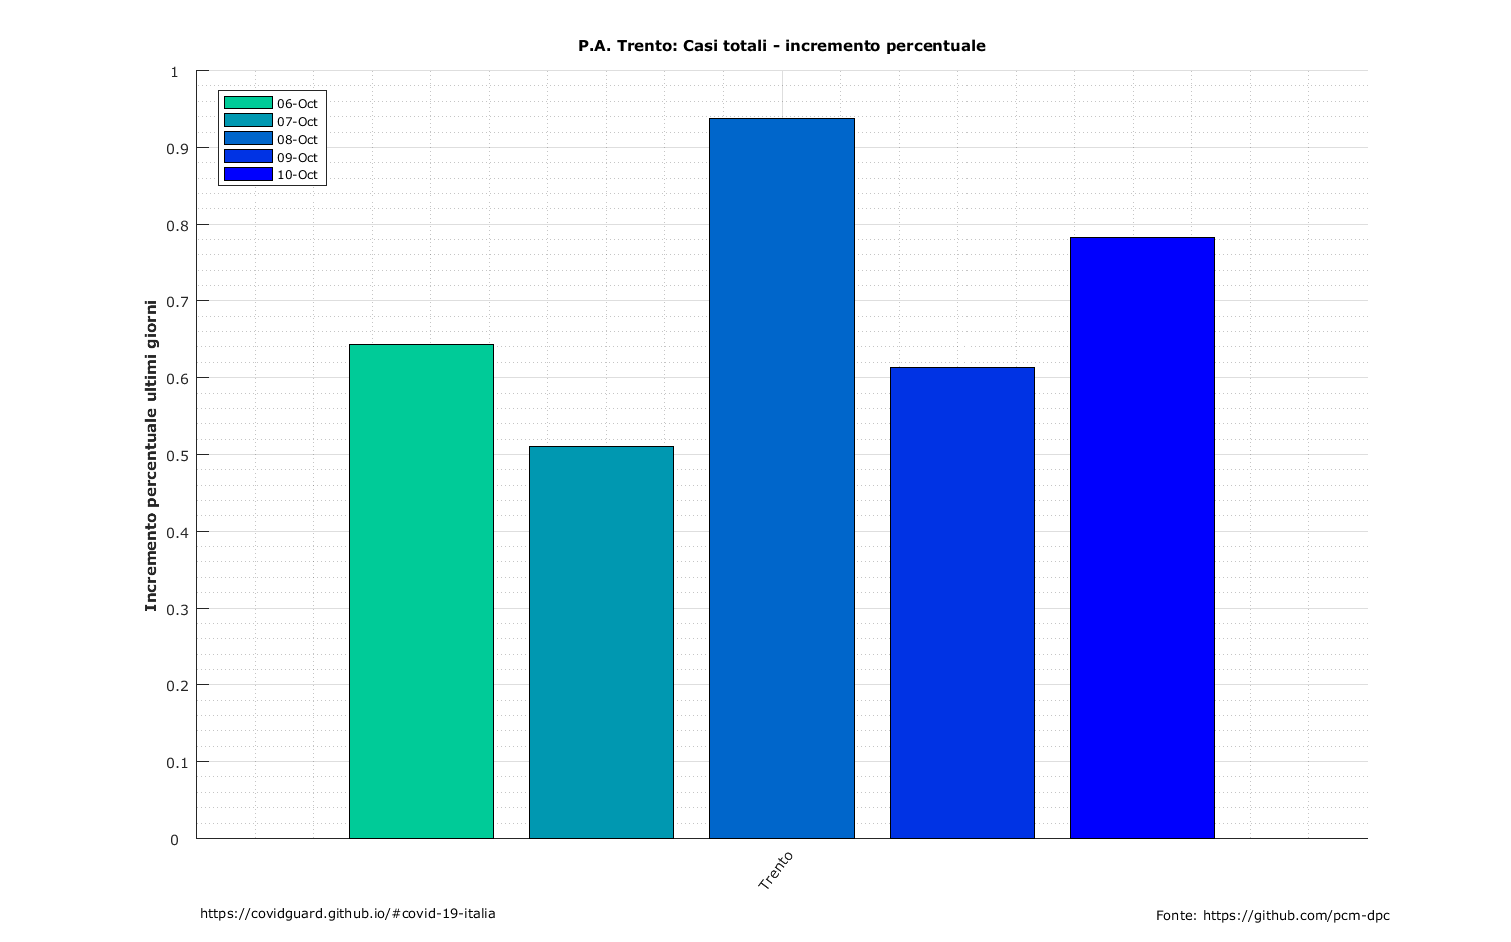 P.A. Trento: Casi totali - incremento percentuale
1
0.9
0.8
0.7
0.6
0.5
0.4
0.3
0.2
0.1
0
Incremento percentuale ultimi giorni
06-Oct
07-Oct
08-Oct
09-Oct
10-Oct
Trento
https://covidguard.github.io/#covid-19-italia
Fonte: https://github.com/pcm-dpc